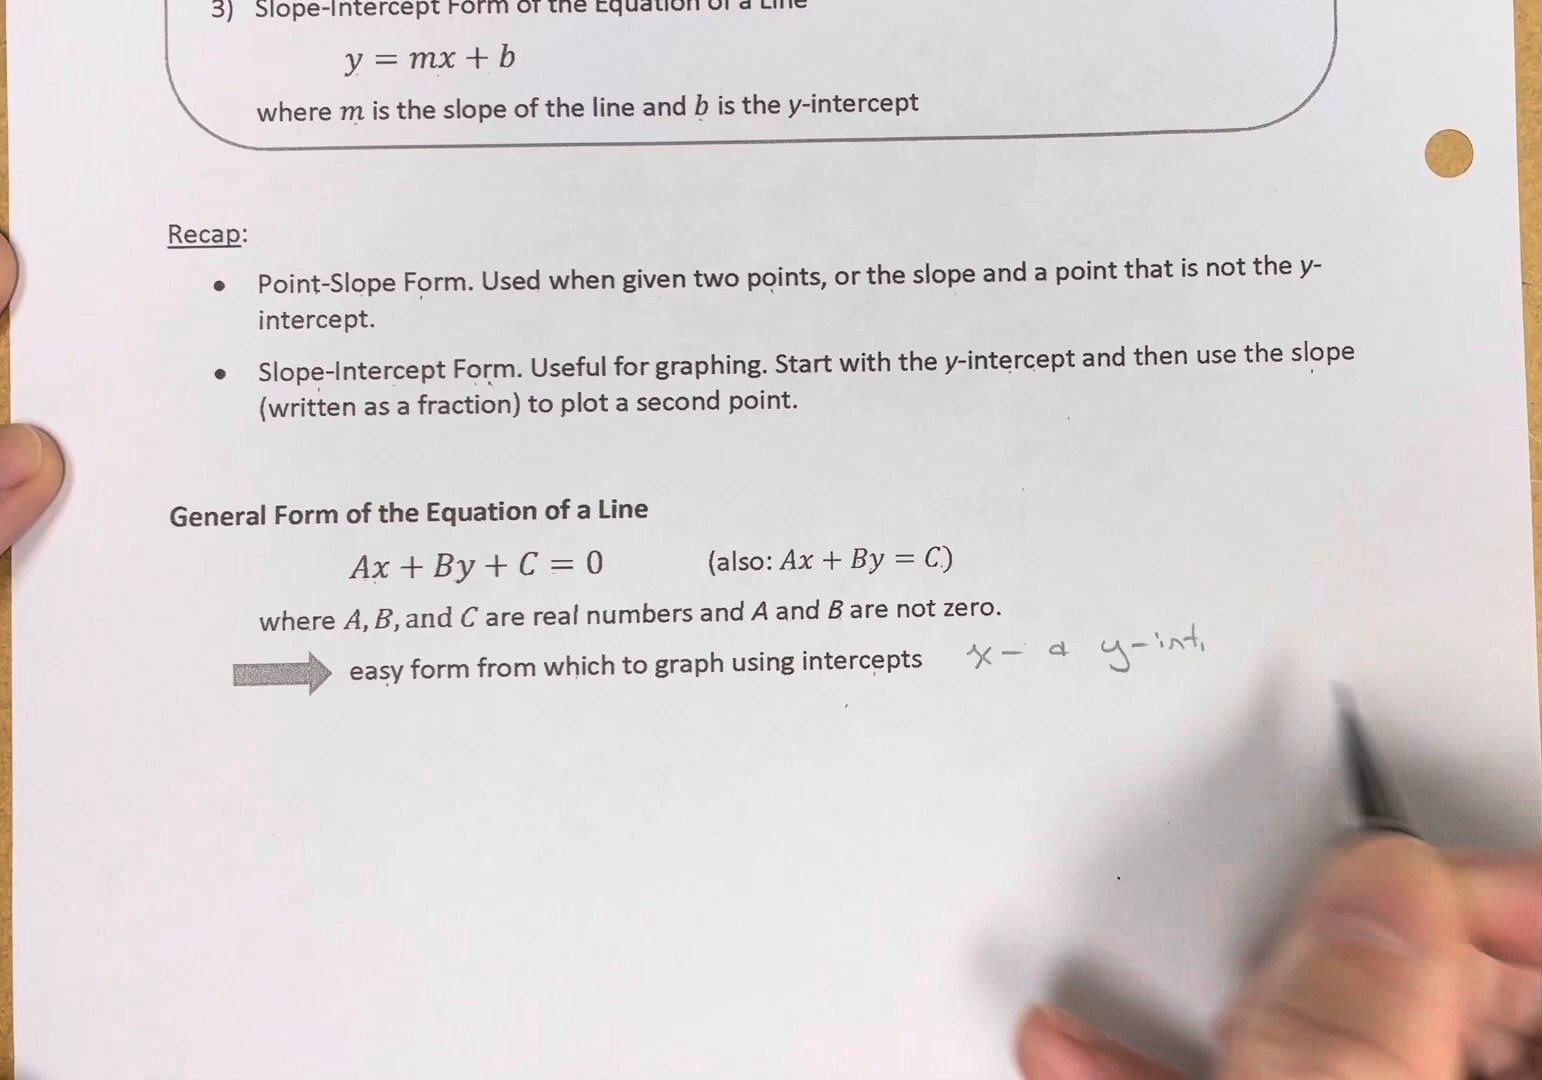 3) Slope-Intercept Form of the Equation of a Line
y = mx + b
where m is the slope of the line and b is the y-intercept
Recap:
• Point-Slope Form. Used when given two points, or the slope and a point that is not the y-
intercept.
• Slope-Intercept Form. Useful for graphing. Start with the y-intercept and then use the slope
(written as a fraction) to plot a second point.
General Form of the Equation of a Line
Ax + By + C = 0 (also: Ax + By = C)
where A, B, and C are real numbers and A and B are not zero.
easy form from which to graph using intercepts x- & y-int.